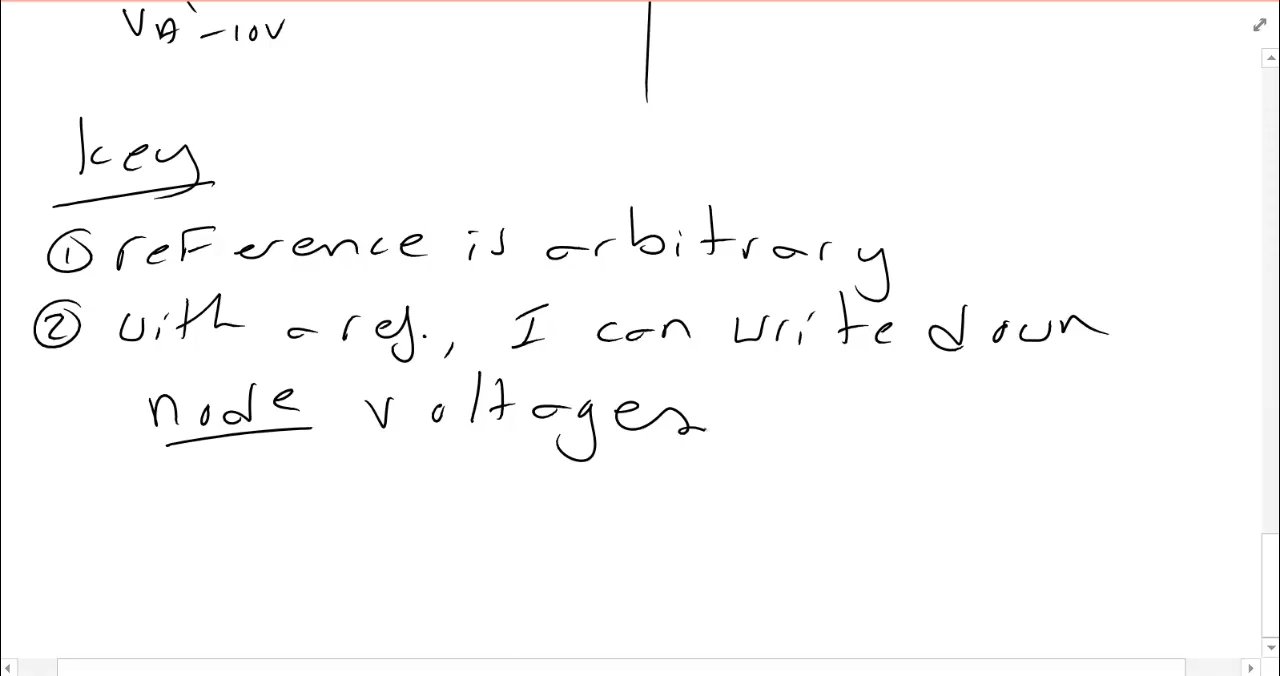 VA -10V
key
① reference is arbitrary
② with a ref., I can write down
node voltages